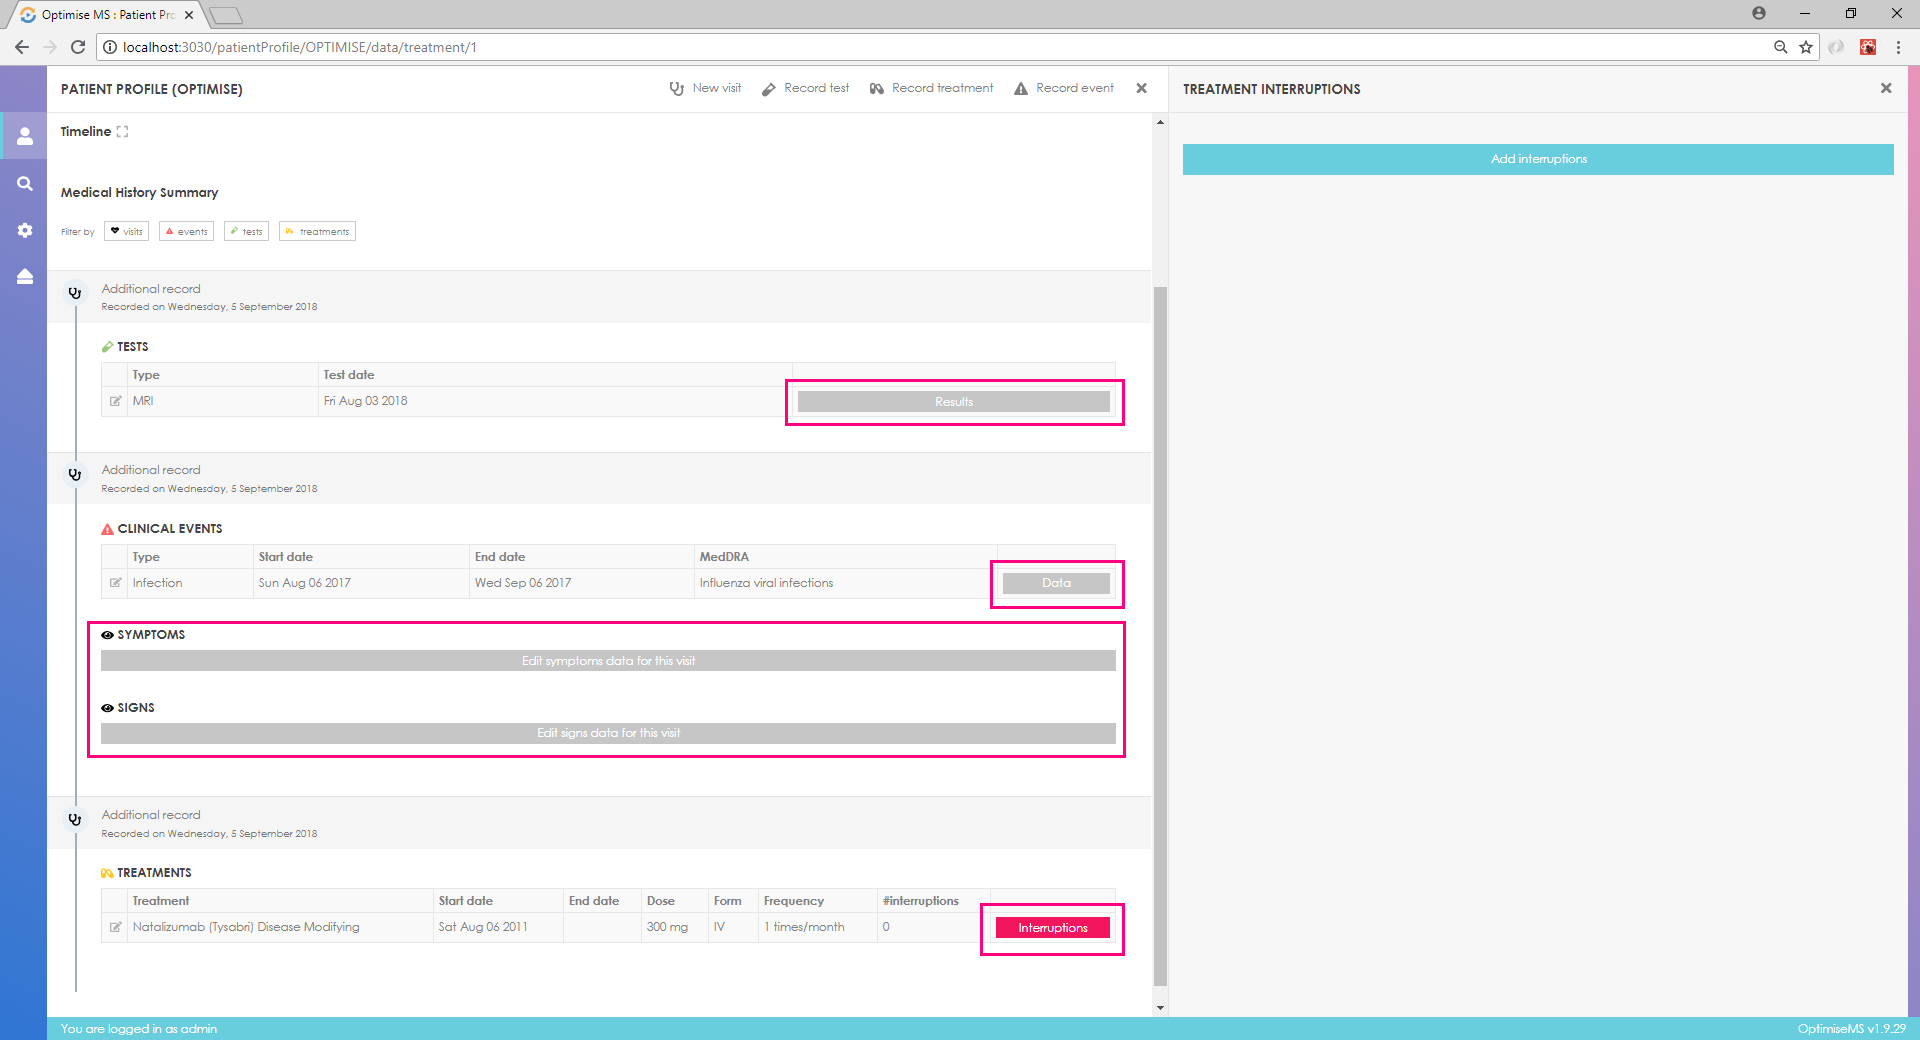 Optimise MS : Patient Pro
localhost:3030/patientProfile/OPTIMISE/data/treatment/1
PATIENT PROFILE (OPTIMISE)
New visit
Record test
Record treatment
Record event
TREATMENT INTERRUPTIONS
Timeline
Add interruptions
Medical History Summary
Filter by visits events tests treatments
Additional record
Recorded on Wednesday, 5 September 2018
TESTS
Type Test date
MRI Fri Aug 03 2018 Results
Additional record
Recorded on Wednesday, 5 September 2018
CLINICAL EVENTS
Type Start date End date MedDRA
Infection Sun Aug 06 2017 Wed Sep 06 2017 Influenza viral infections Data
SYMPTOMS
Edit symptoms data for this visit
SIGNS
Edit signs data for this visit
Additional record
Recorded on Wednesday, 5 September 2018
TREATMENTS
Treatment Start date End date Dose Form Frequency #interruptions
Natalizumab (Tysabri) Disease Modifying Sat Aug 06 2011 300 mg IV 1 times/month 0 Interruptions
You are logged in as admin
OptimiseMS v1.9.29